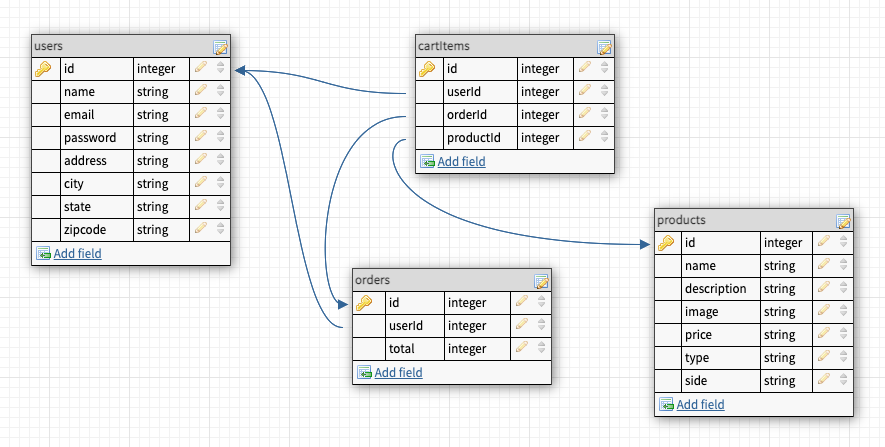 users
id integer
name string
email string
password string
address string
city string
state string
zipcode string
Add field
cartItems
id integer
userId integer
orderId integer
productId integer
Add field
orders
id integer
userId integer
total integer
Add field
products
id integer
name string
description string
image string
price string
type string
side string
Add field